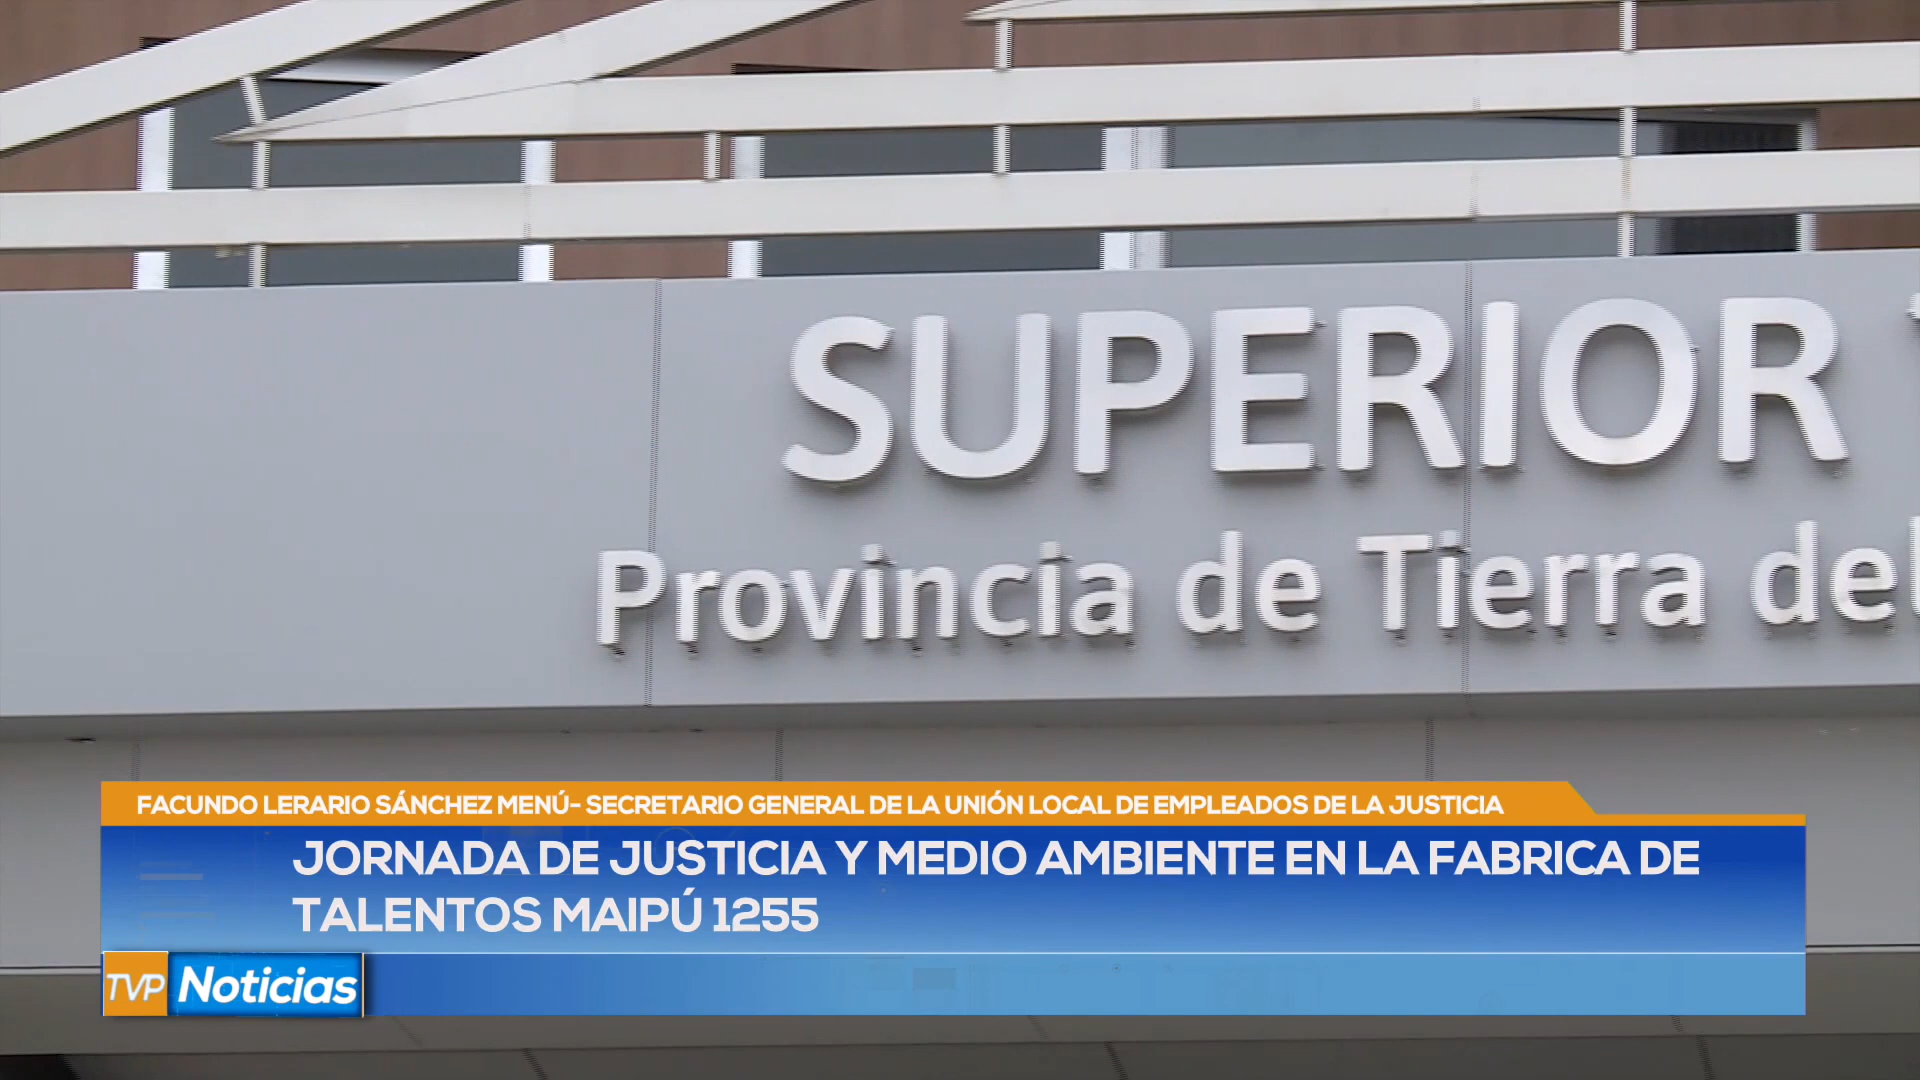 SUPERIOR
Provincia de Tierra del
FACUNDO LERARIO SÁNCHEZ MENÚ- SECRETARIO GENERAL DE LA UNIÓN LOCAL DE EMPLEADOS DE LA JUSTICIA
JORNADA DE JUSTICIA Y MEDIO AMBIENTE EN LA FABRICA DE
TALENTOS MAIPÚ 1255
TVP Noticias